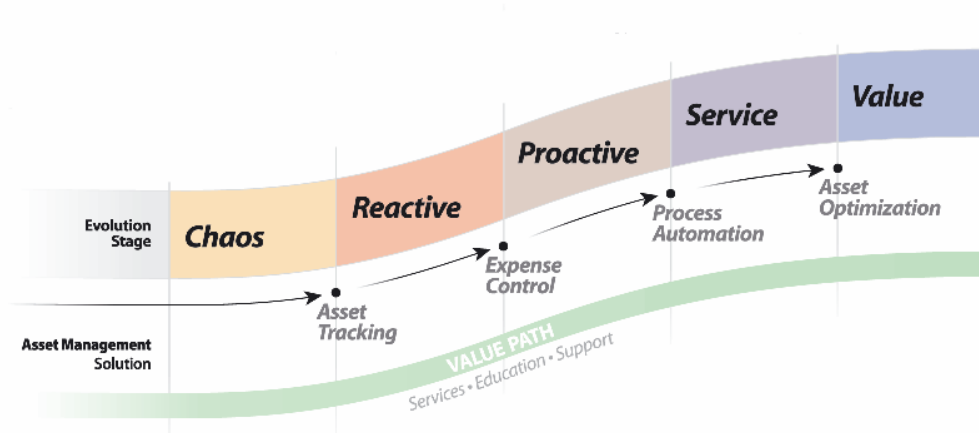 Evolution
Stage
Chaos
Reactive
Proactive
Service
Value
Asset Management
Solution
Asset
Tracking
Expense
Control
Process
Automation
Asset
Optimization
VALUE PATH
Services • Education • Support